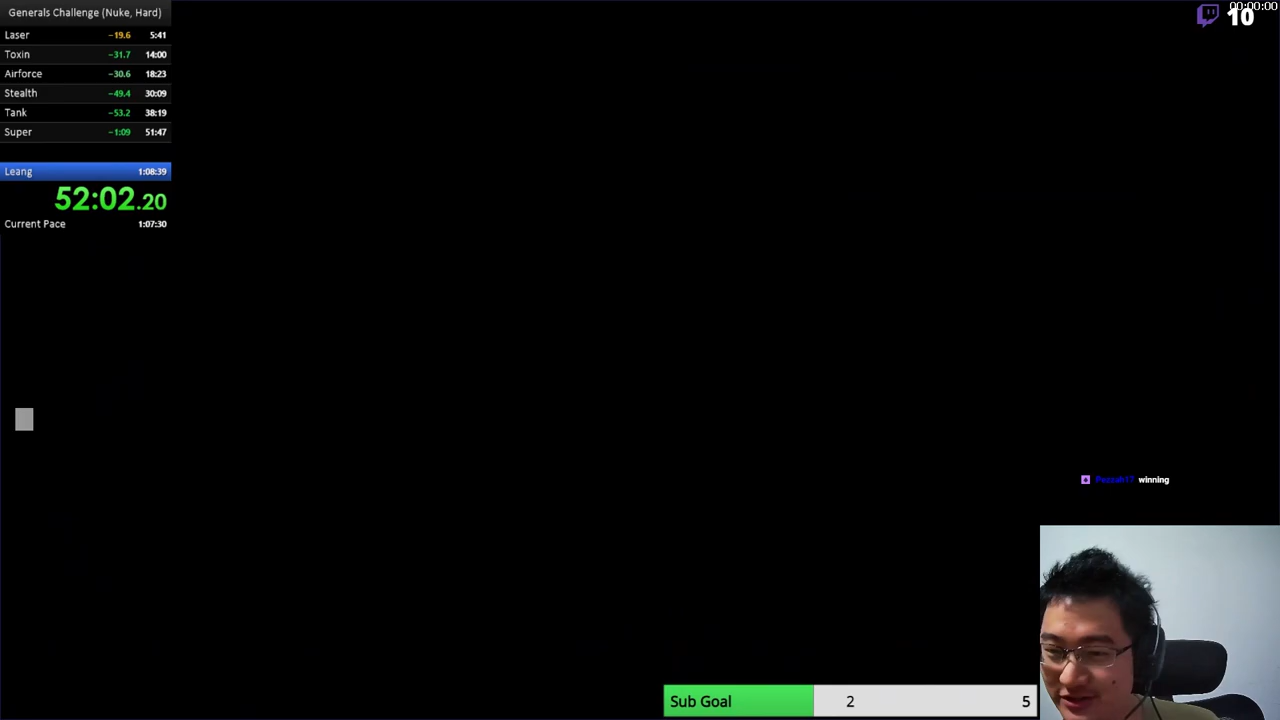 Generals Challenge (Nuke, Hard)
Laser -19.6 5:41
Toxin -31.7 14:00
Airforce -30.6 18:23
Stealth -49.4 30:09
Tank -53.2 38:19
Super -1:09 51:47
Leang 1:08:39
52:02.20
Current Pace 1:07:30
00:00:00
10
winning
Sub Goal 2 5